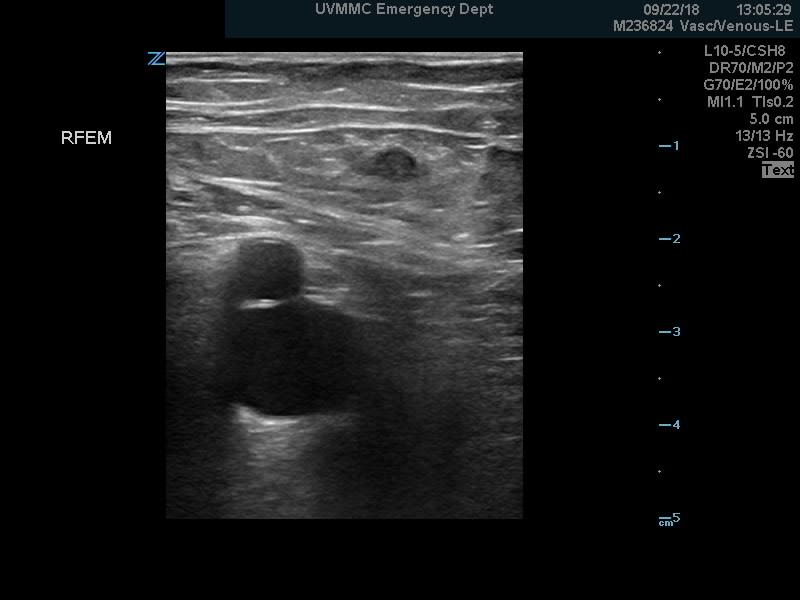 UVMMC Emergency Dept
09/22/18 13:05:29
M236824 Vasc/Venous-LE
L10-5/CSH8
DR70/M2/P2
G70/E2/100%
MI1.1 TIs0.2
5.0 cm
13/13 Hz
ZSI -60
Text
Z
RFEM
1
2
3
4
5
cm